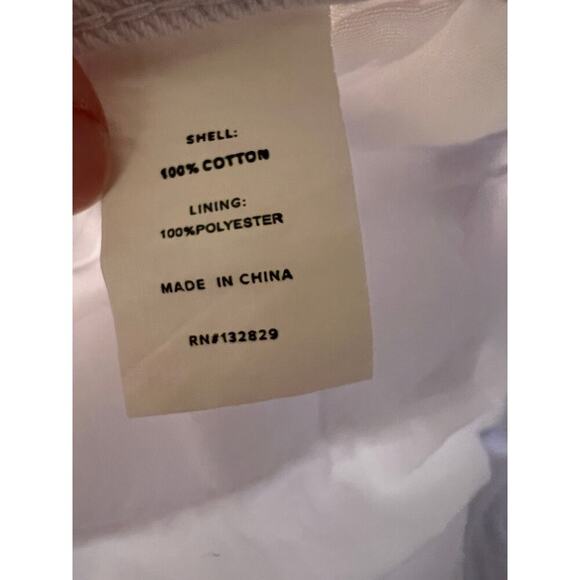 SHELL:
100% COTTON
LINING:
100%POLYESTER
MADE IN CHINA
RN#132829